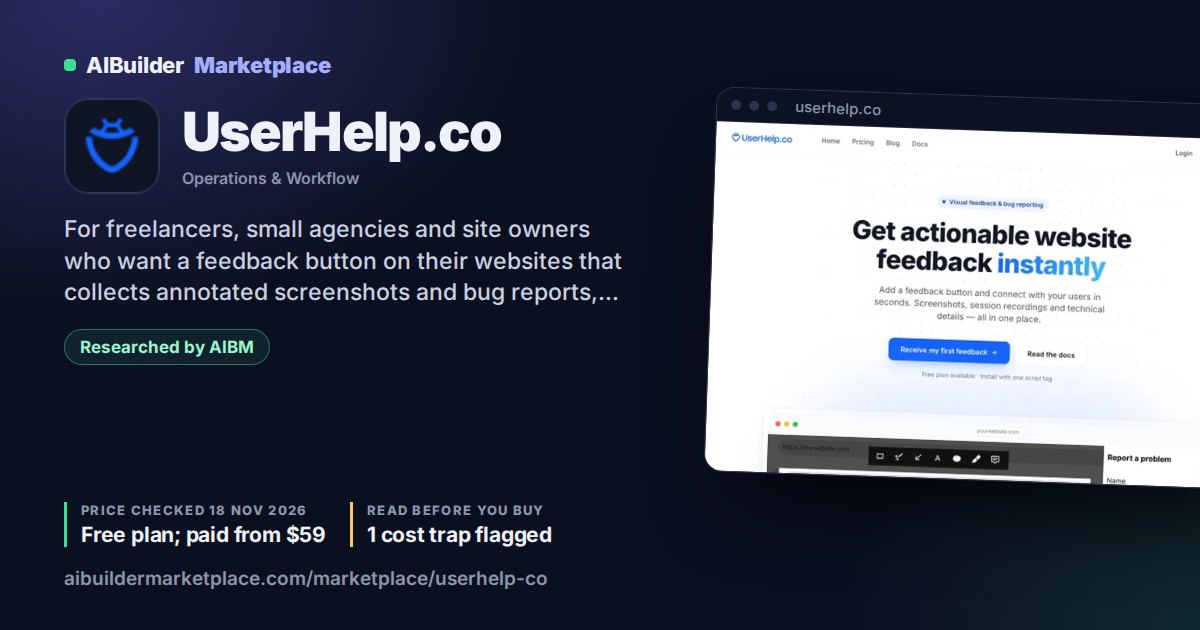 AIBuilder Marketplace
UserHelp.co
Operations & Workflow
For freelancers, small agencies and site owners
who want a feedback button on their websites that
collects annotated screenshots and bug reports,...
Researched by AIBM
PRICE CHECKED 18 NOV 2026
Free plan; paid from $59
READ BEFORE YOU BUY
1 cost trap flagged
aibuildermarketplace.com/marketplace/userhelp-co
userhelp.co
UserHelp.co Home Pricing Blog Docs Login
Visual feedback & bug reporting
Get actionable website
feedback instantly
Add a feedback button and connect with your users in
seconds. Screenshots, session recordings and technical
details — all in one place.
Receive my first feedback → Read the docs
Free plan available · Install with one script tag
yourwebsite.com
https://mywebsite.com
A
Report a problem
Name